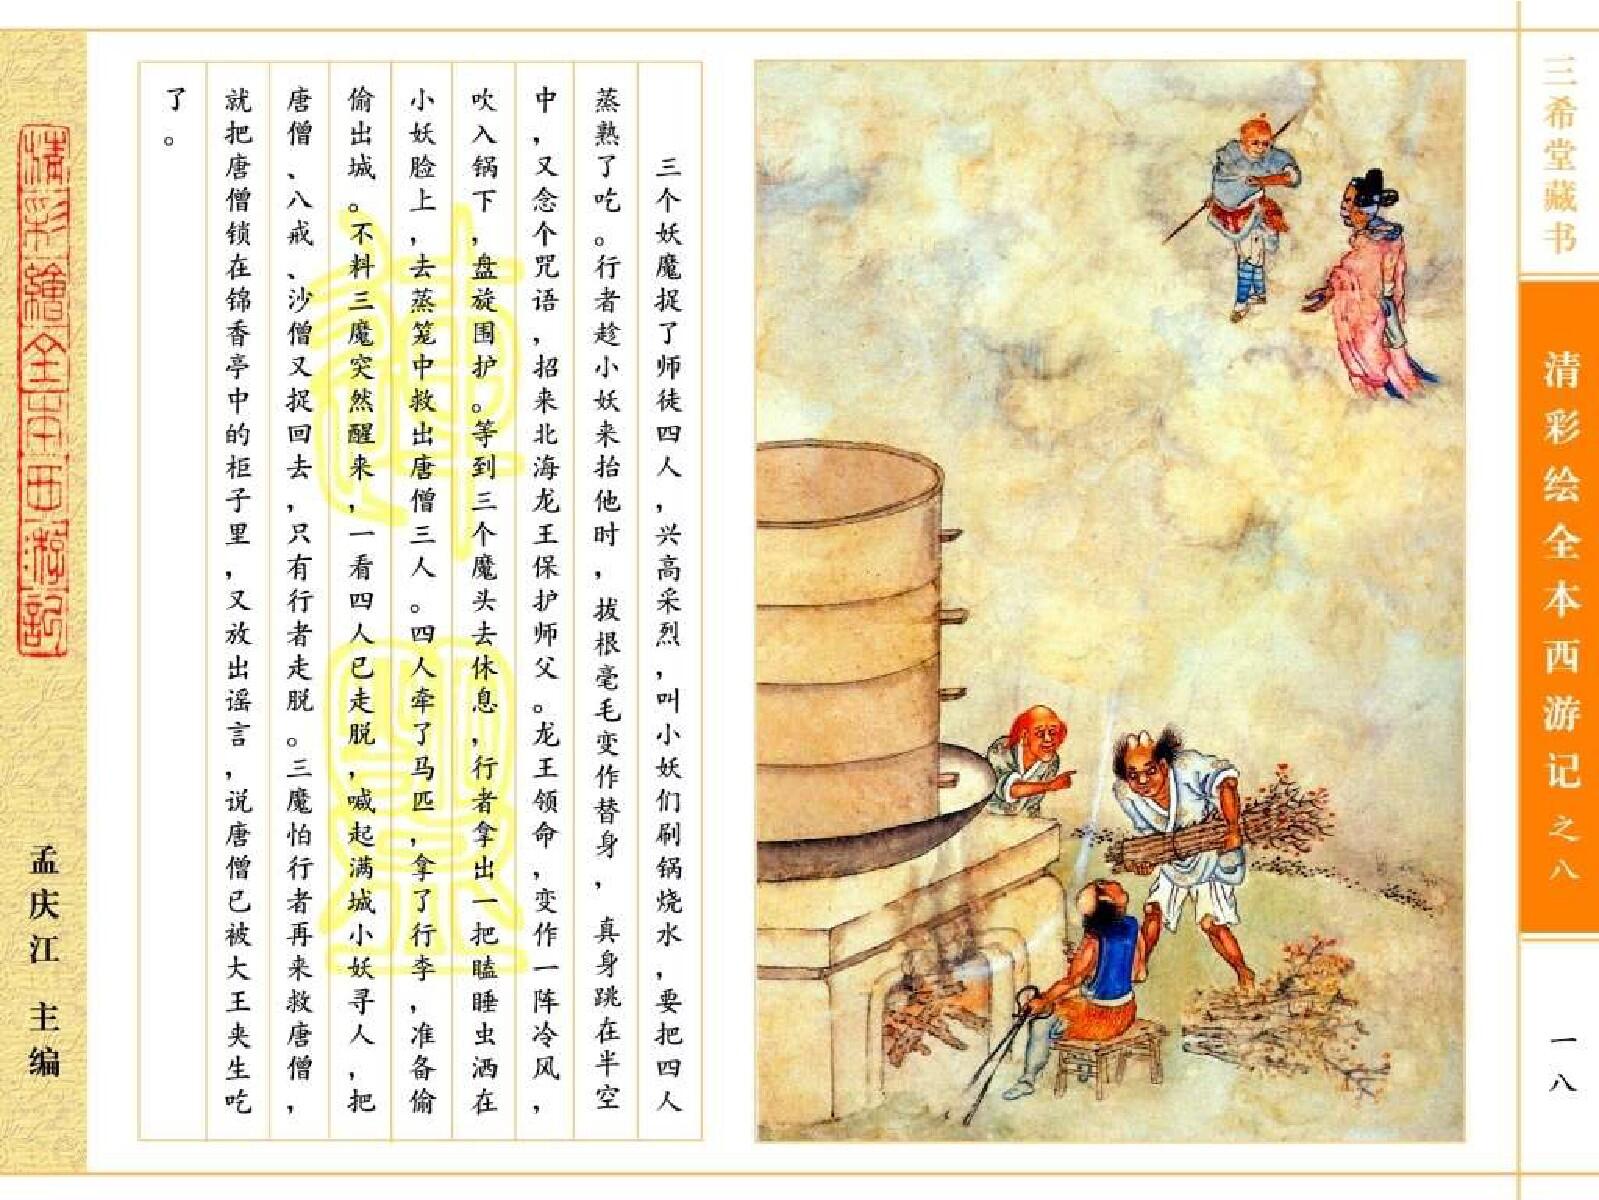 三希堂藏书
清彩绘全本西游记之八
一八
三个妖魔捉了师徒四人，兴高采烈，叫小妖们刷锅烧水，要把四人
蒸熟了吃。行者趁小妖来抬他时，拔根毫毛变作替身，真身跳在半空
中，又念个咒语，招来北海龙王保护师父。龙王领命，变作一阵冷风，
吹入锅下，盘旋围护。等到三个魔头去休息，行者拿出一把瞌睡虫洒在
小妖脸上，去蒸笼中救出唐僧三人。四人牵了马匹，拿了行李，准备偷
偷出城。不料三魔突然醒来，一看四人已走脱，喊起满城小妖寻人，把
唐僧、八戒、沙僧又捉回去，只有行者走脱。三魔怕行者再来救唐僧，
就把唐僧锁在锦香亭中的柜子里，又放出谣言，说唐僧已被大王夹生吃
了。
清彩繪全本西游記
孟庆江 主编